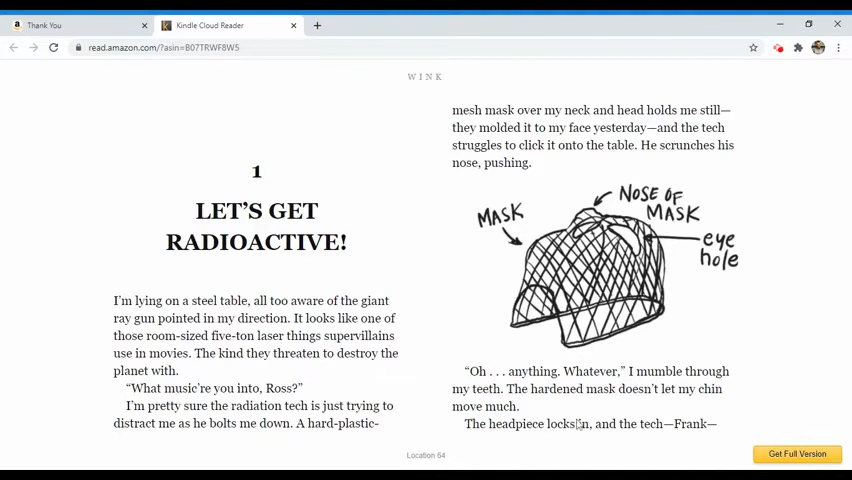 Thank You
Kindle Cloud Reader
read.amazon.com/?asin=B07TRWF8W5
WINK
1
LET'S GET
RADIOACTIVE!
I'm lying on a steel table, all too aware of the giant
ray gun pointed in my direction. It looks like one of
those room-sized five-ton laser things supervillains
use in movies. The kind they threaten to destroy the
planet with.
"What music're you into, Ross?"
I'm pretty sure the radiation tech is just trying to
distract me as he bolts me down. A hard-plastic-
mesh mask over my neck and head holds me still—
they molded it to my face yesterday—and the tech
struggles to click it onto the table. He scrunches his
nose, pushing.
MASK
NOSE OF
MASK
eye
hole
"Oh . . . anything. Whatever," I mumble through
my teeth. The hardened mask doesn't let my chin
move much.
The headpiece locks in, and the tech—Frank—
Location 64
Get Full Version